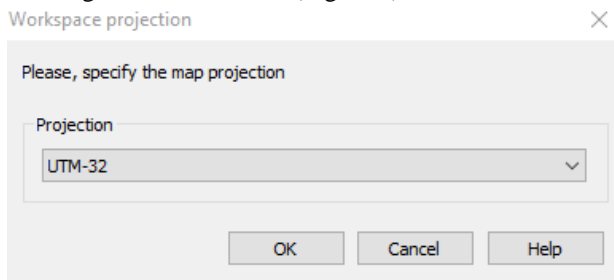 Workspace projection
Please, specify the map projection
Projection
UTM-32
OK Cancel Help